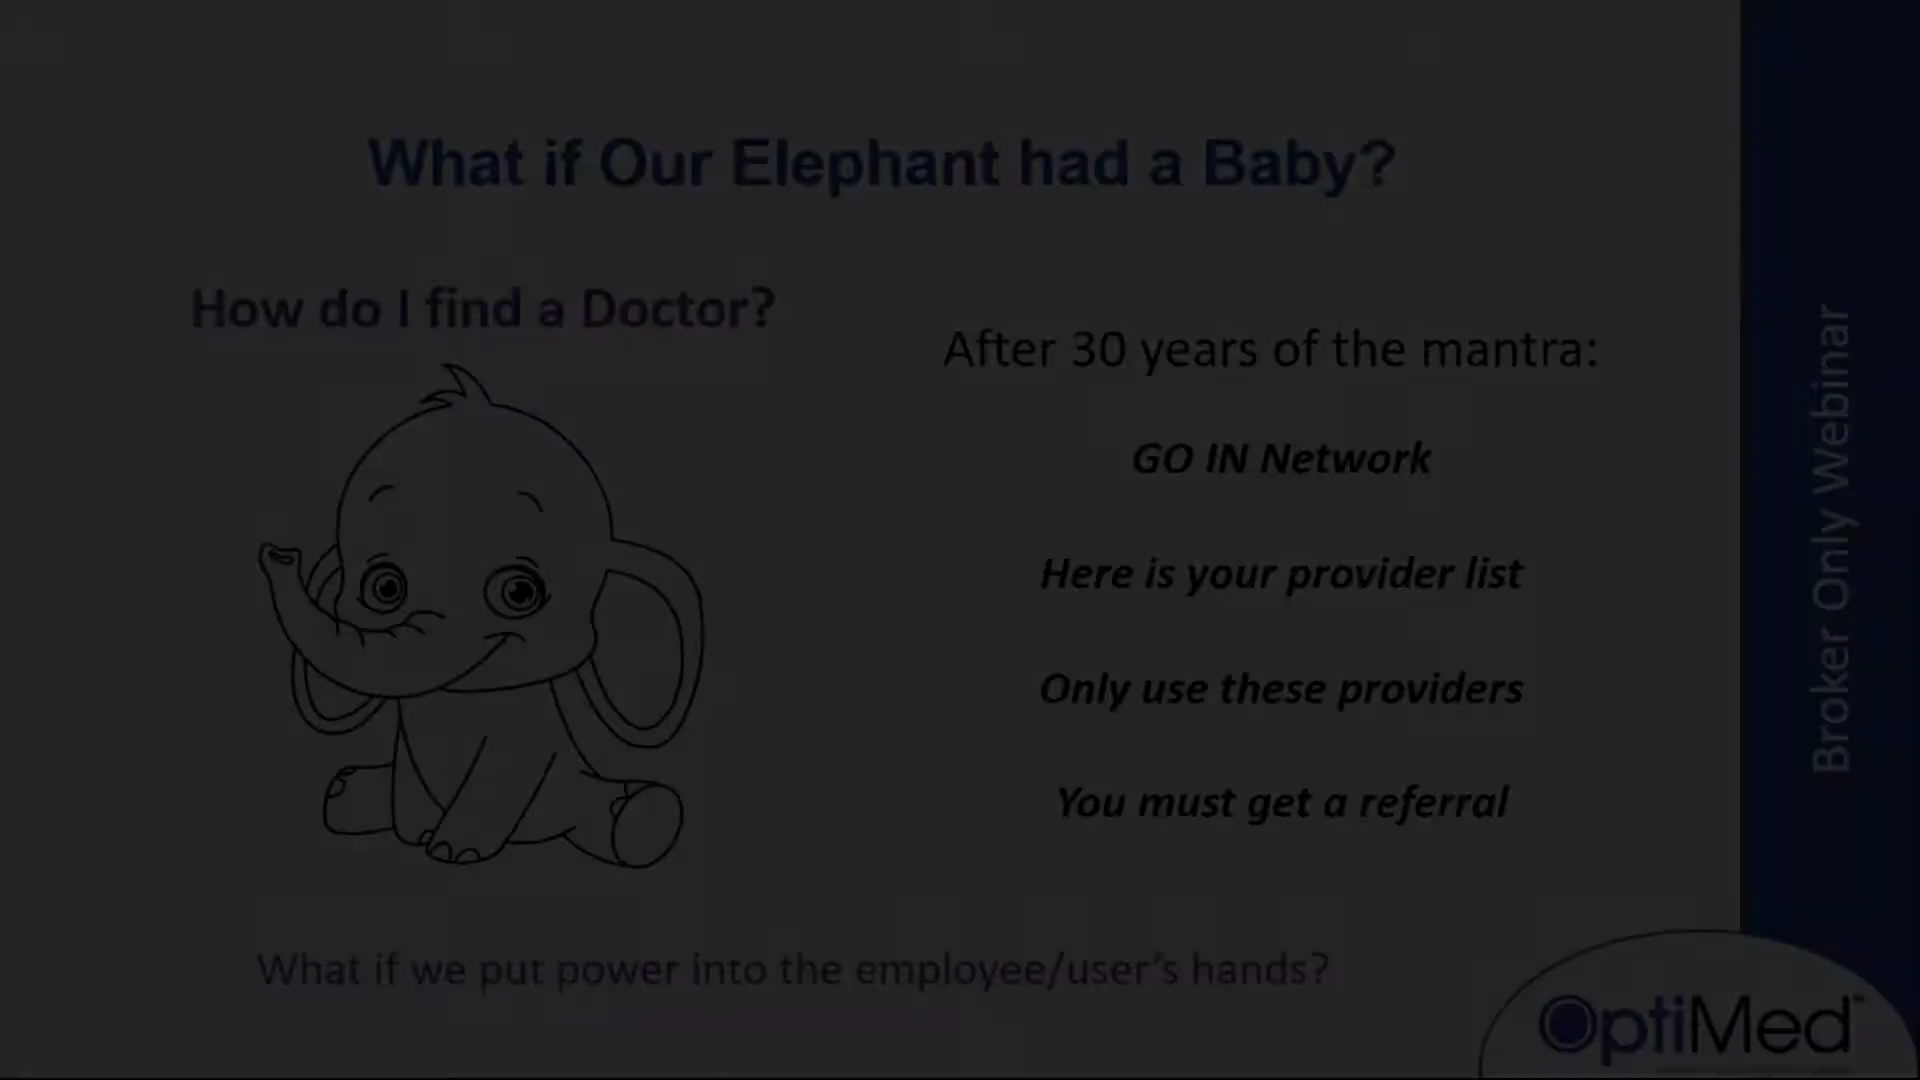 What if Our Elephant had a Baby?
How do I find a Doctor?
After 30 years of the mantra:
GO IN Network
Here is your provider list
Only use these providers
You must get a referral
What if we put power into the employee/user's hands?
Broker Only Webinar
OptiMed™